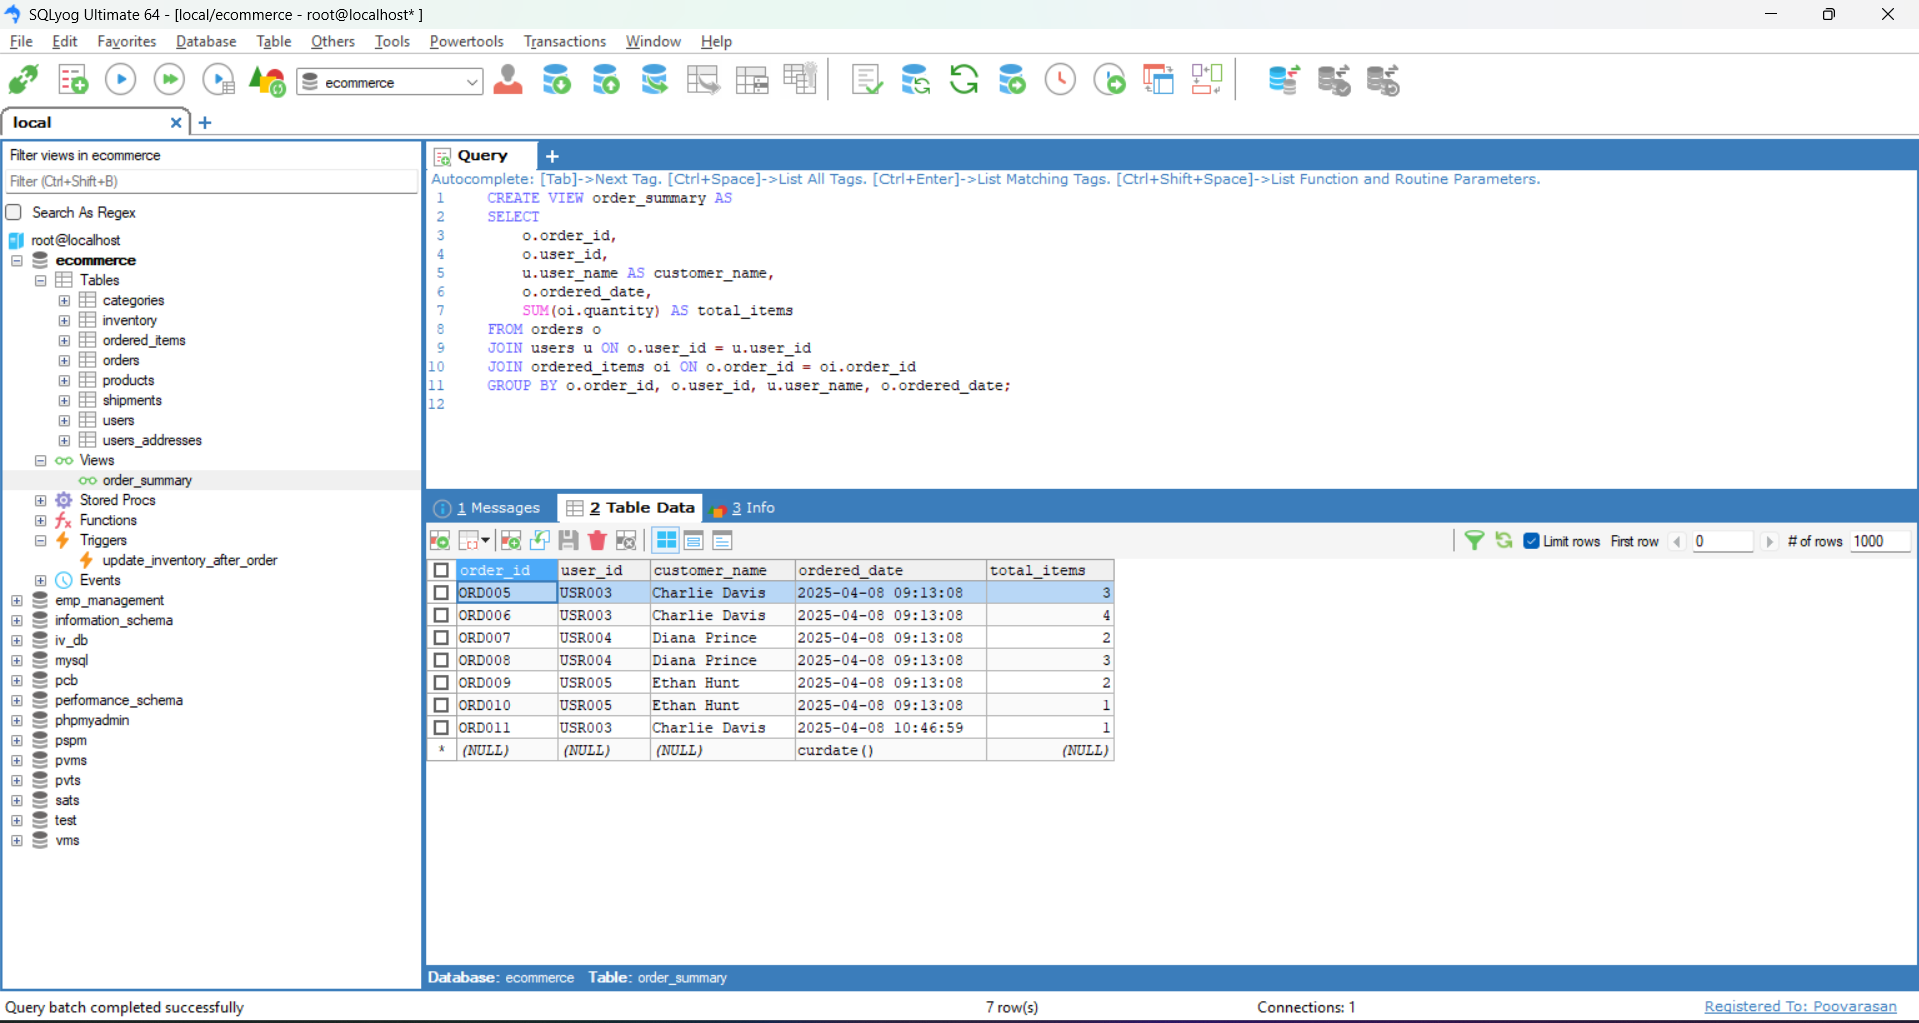 SQLyog Ultimate 64 - [local/ecommerce - root@localhost* ]
File Edit Favorites Database Table Others Tools Powertools Transactions Window Help
ecommerce
local
Filter views in ecommerce
Filter (Ctrl+Shift+B)
Search As Regex
root@localhost
ecommerce
Tables
categories
inventory
ordered_items
orders
products
shipments
users
users_addresses
Views
order_summary
Stored Procs
Functions
Triggers
update_inventory_after_order
Events
emp_management
information_schema
iv_db
mysql
pcb
performance_schema
phpmyadmin
pspm
pvms
pvts
sats
test
vms
Query
Autocomplete: [Tab]->Next Tag. [Ctrl+Space]->List All Tags. [Ctrl+Enter]->List Matching Tags. [Ctrl+Shift+Space]->List Function and Routine Parameters.
1 CREATE VIEW order_summary AS
2 SELECT
3 o.order_id,
4 o.user_id,
5 u.user_name AS customer_name,
6 o.ordered_date,
7 SUM(oi.quantity) AS total_items
8 FROM orders o
9 JOIN users u ON o.user_id = u.user_id
10 JOIN ordered_items oi ON o.order_id = oi.order_id
11 GROUP BY o.order_id, o.user_id, u.user_name, o.ordered_date;
12
1 Messages 2 Table Data 3 Info
Limit rows First row 0 # of rows 1000
order_id user_id customer_name ordered_date total_items
ORD005 USR003 Charlie Davis 2025-04-08 09:13:08 3
ORD006 USR003 Charlie Davis 2025-04-08 09:13:08 4
ORD007 USR004 Diana Prince 2025-04-08 09:13:08 2
ORD008 USR004 Diana Prince 2025-04-08 09:13:08 3
ORD009 USR005 Ethan Hunt 2025-04-08 09:13:08 2
ORD010 USR005 Ethan Hunt 2025-04-08 09:13:08 1
ORD011 USR003 Charlie Davis 2025-04-08 10:46:59 1
* (NULL) (NULL) (NULL) curdate() (NULL)
Database: ecommerce Table: order_summary
Query batch completed successfully 7 row(s) Connections: 1 Registered To: Poovarasan